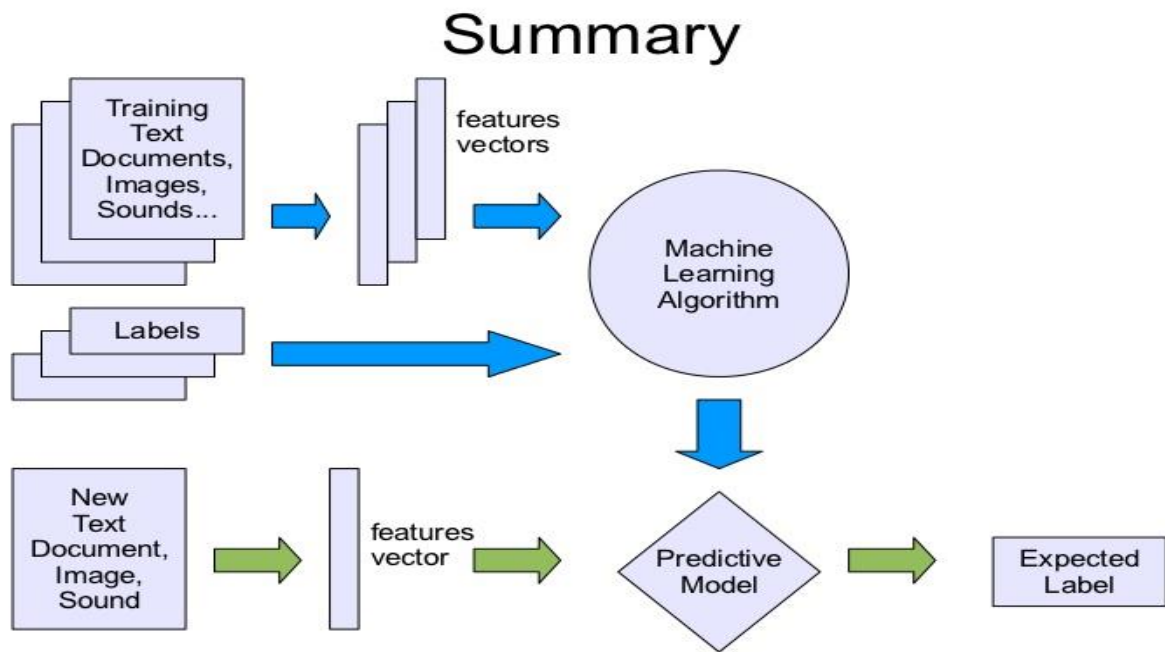 Summary
Training
Text
Documents,
Images,
Sounds...
features
vectors
Machine
Learning
Algorithm
Labels
New
Text
Document,
Image,
Sound
features
vector
Predictive
Model
Expected
Label